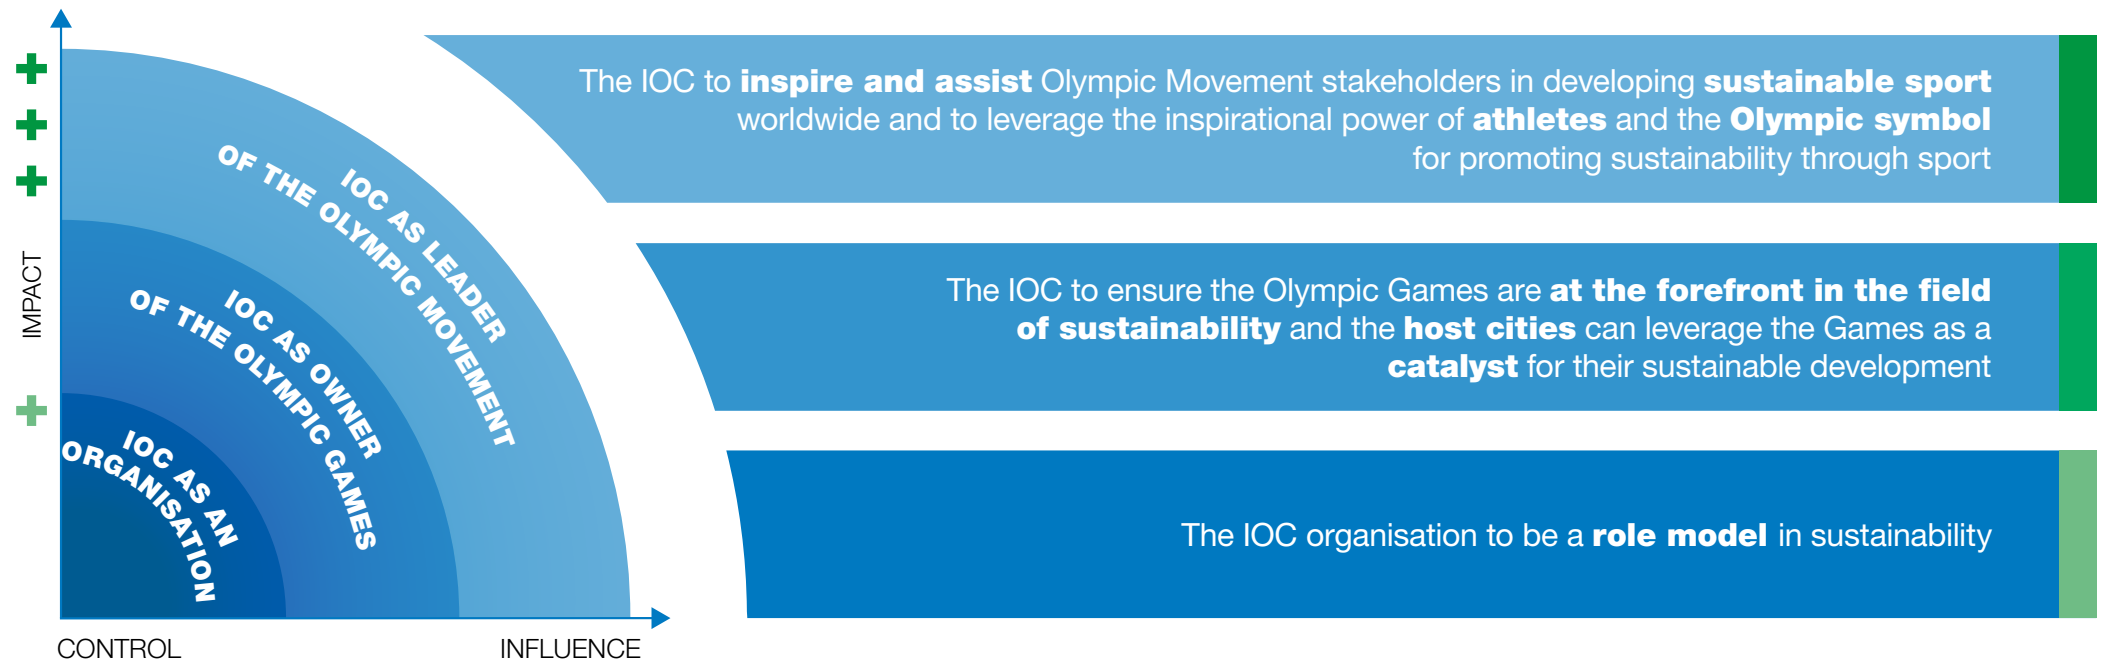 IMPACT
CONTROL
INFLUENCE
IOC AS LEADER
OF THE OLYMPIC MOVEMENT
IOC AS OWNER
OF THE OLYMPIC GAMES
IOC AS AN
ORGANISATION
The IOC to inspire and assist Olympic Movement stakeholders in developing sustainable sport
worldwide and to leverage the inspirational power of athletes and the Olympic symbol
for promoting sustainability through sport
The IOC to ensure the Olympic Games are at the forefront in the field
of sustainability and the host cities can leverage the Games as a
catalyst for their sustainable development
The IOC organisation to be a role model in sustainability